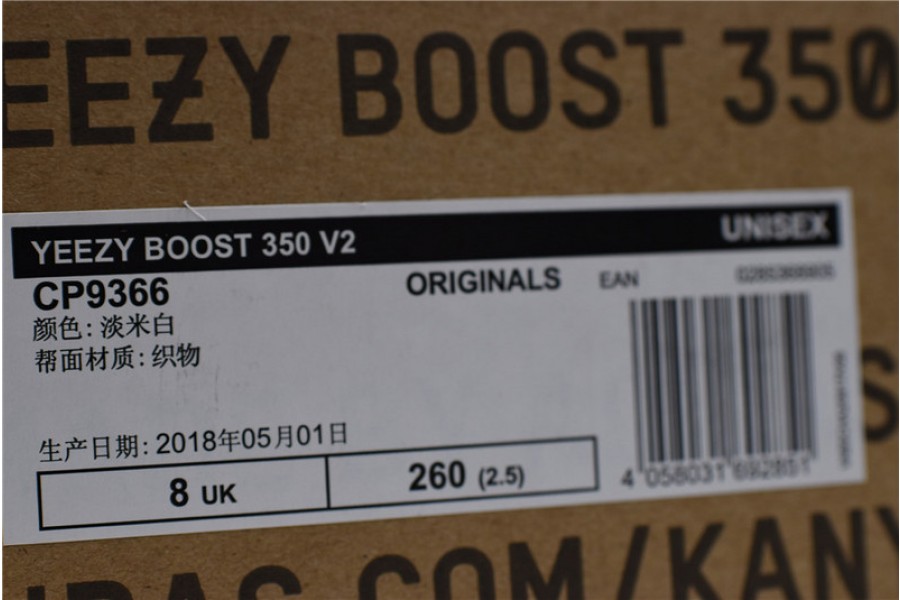 EEZY BOOST 350
YEEZY BOOST 350 V2
UNISEX
CP9366
ORIGINALS
EAN
颜色: 淡米白
帮面材质: 织物
生产日期: 2018年05月01日
8 UK
260 (2.5)
4 058031 692851
DAS.COM/KANY